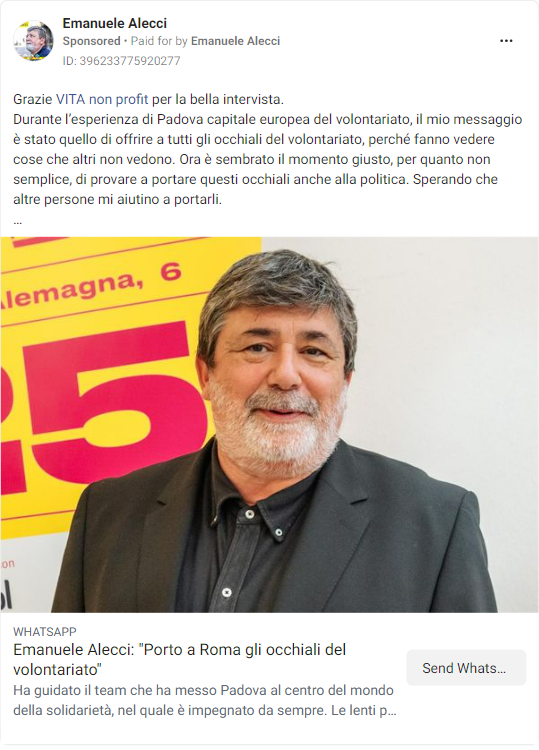 Emanuele Alecci
Sponsored • Paid for by Emanuele Alecci
ID: 396233775920277
Grazie VITA non profit per la bella intervista.
Durante l’esperienza di Padova capitale europea del volontariato, il mio messaggio
è stato quello di offrire a tutti gli occhiali del volontariato, perché fanno vedere
cose che altri non vedono. Ora è sembrato il momento giusto, per quanto non
semplice, di provare a portare questi occhiali anche alla politica. Sperando che
altre persone mi aiutino a portarli.
...
lemagna, 6
25
on
ol
WHATSAPP
Emanuele Alecci: "Porto a Roma gli occhiali del
volontariato"
Ha guidato il team che ha messo Padova al centro del mondo
della solidarietà, nel quale è impegnato da sempre. Le lenti p...
Send Whats...